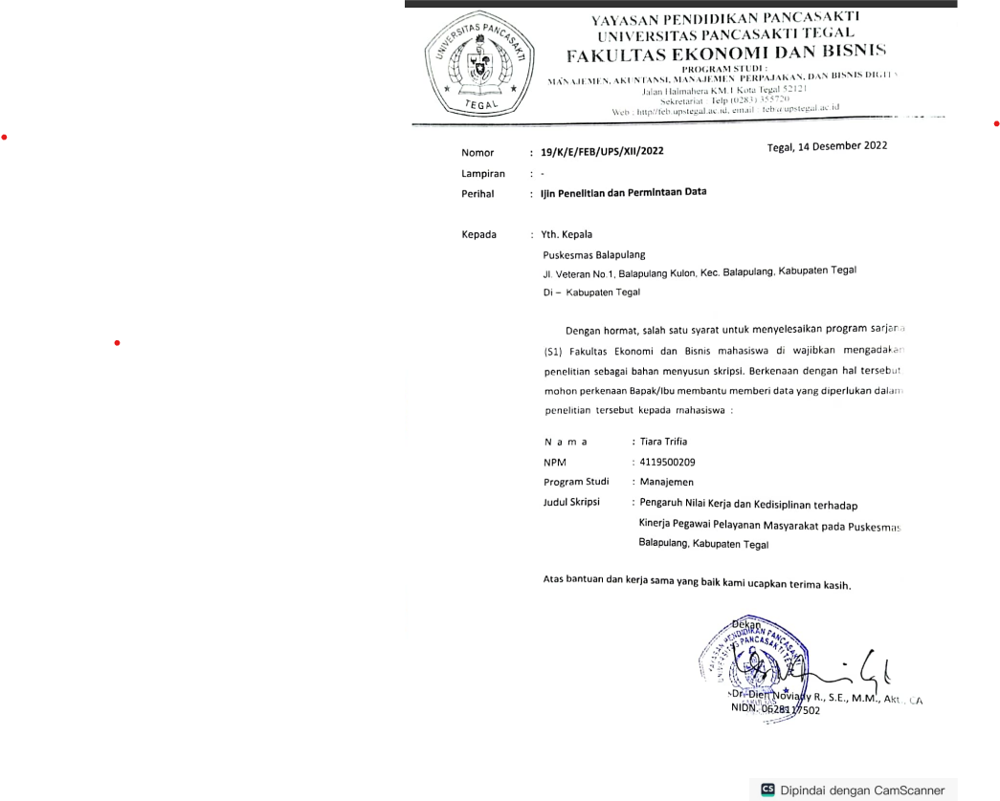 UNIVERSITAS PANCASAKTI
TEGAL
YAYASAN PENDIDIKAN PANCASAKTI
UNIVERSITAS PANCASAKTI TEGAL
FAKULTAS EKONOMI DAN BISNIS
PROGRAM STUDI :
MANAJEMEN, AKUNTANSI, MANAJEMEN PERPAJAKAN, DAN BISNIS DIGITA
Jalan Halmahera KM.1 Kota Tegal 52121
Sekretariat : Telp (0283) 355720
Web : http//feb.upstegal.ac.id, email : feb@upstegal.ac.id
Nomor : 19/K/E/FEB/UPS/XII/2022 Tegal, 14 Desember 2022
Lampiran : -
Perihal : Ijin Penelitian dan Permintaan Data
Kepada : Yth. Kepala
Puskesmas Balapulang
Jl. Veteran No.1, Balapulang Kulon, Kec. Balapulang, Kabupaten Tegal
Di – Kabupaten Tegal
Dengan hormat, salah satu syarat untuk menyelesaikan program sarjana
(S1) Fakultas Ekonomi dan Bisnis mahasiswa di wajibkan mengadakan
penelitian sebagai bahan menyusun skripsi. Berkenaan dengan hal tersebut
mohon perkenaan Bapak/Ibu membantu memberi data yang diperlukan dalam
penelitian tersebut kepada mahasiswa :
N a m a : Tiara Trifia
NPM : 4119500209
Program Studi : Manajemen
Judul Skripsi : Pengaruh Nilai Kerja dan Kedisiplinan terhadap
Kinerja Pegawai Pelayanan Masyarakat pada Puskesmas
Balapulang, Kabupaten Tegal
Atas bantuan dan kerja sama yang baik kami ucapkan terima kasih.
Dekan
YAYASAN PENDIDIKAN PANCASAKTI
UNIVERSITAS PANCASAKTI TEGAL
Dr. Dien Noviany R., S.E., M.M., Akt., CA
NIDN. 0628117502
CS Dipindai dengan CamScanner